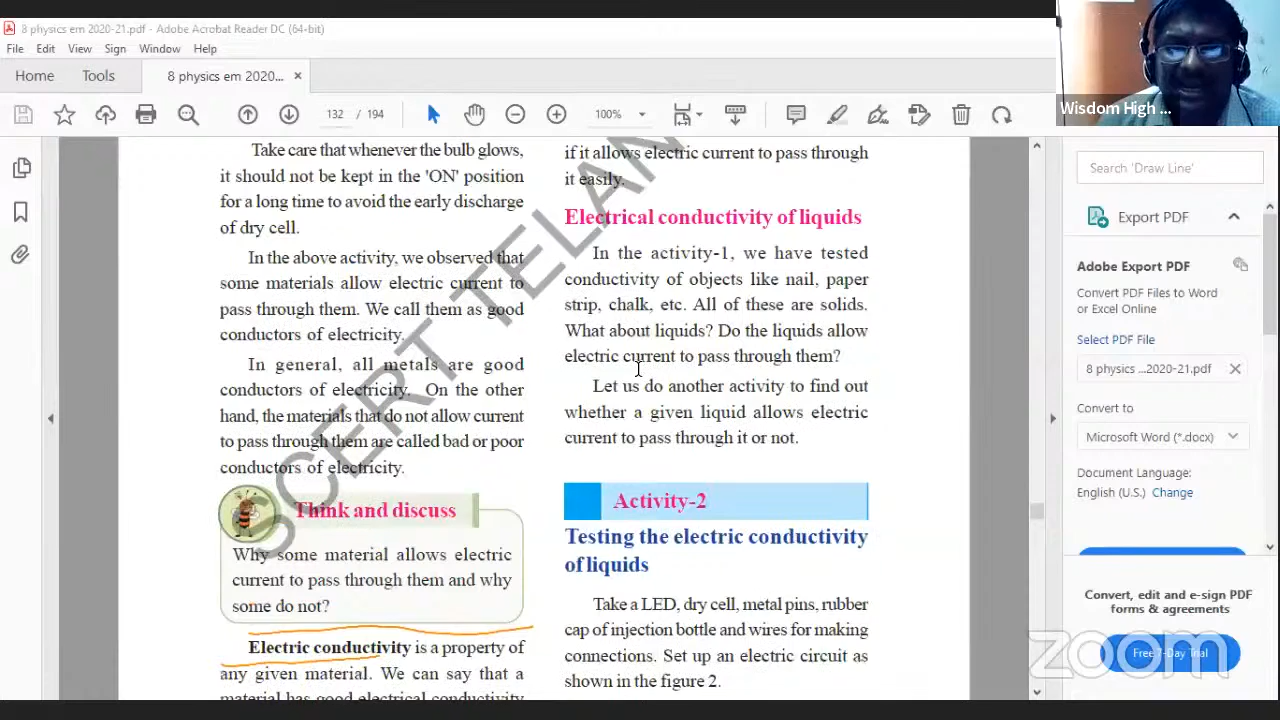 8 physics em 2020-21.pdf - Adobe Acrobat Reader DC (64-bit)
File Edit View Sign Window Help
Home Tools 8 physics em 2020... ×
132 / 194 100%
Wisdom High ...
Take care that whenever the bulb glows,
it should not be kept in the 'ON' position
for a long time to avoid the early discharge
of dry cell.
In the above activity, we observed that
some materials allow electric current to
pass through them. We call them as good
conductors of electricity.
In general, all metals are good
conductors of electricity. On the other
hand, the materials that do not allow current
to pass through them are called bad or poor
conductors of electricity.
Think and discuss
Why some material allows electric
current to pass through them and why
some do not?
Electric conductivity is a property of
any given material. We can say that a
material has good electrical conductivity
if it allows electric current to pass through
it easily.
Electrical conductivity of liquids
In the activity-1, we have tested
conductivity of objects like nail, paper
strip, chalk, etc. All of these are solids.
What about liquids? Do the liquids allow
electric current to pass through them?
Let us do another activity to find out
whether a given liquid allows electric
current to pass through it or not.
Activity-2
Testing the electric conductivity
of liquids
Take a LED, dry cell, metal pins, rubber
cap of injection bottle and wires for making
connections. Set up an electric circuit as
shown in the figure 2.
SCERT TELAN
Search 'Draw Line'
Export PDF
Adobe Export PDF
Convert PDF Files to Word
or Excel Online
Select PDF File
8 physics ...2020-21.pdf
Convert to
Microsoft Word (*.docx)
Document Language:
English (U.S.) Change
Convert, edit and e-sign PDF
forms & agreements
Free 7-Day Trial
zoom